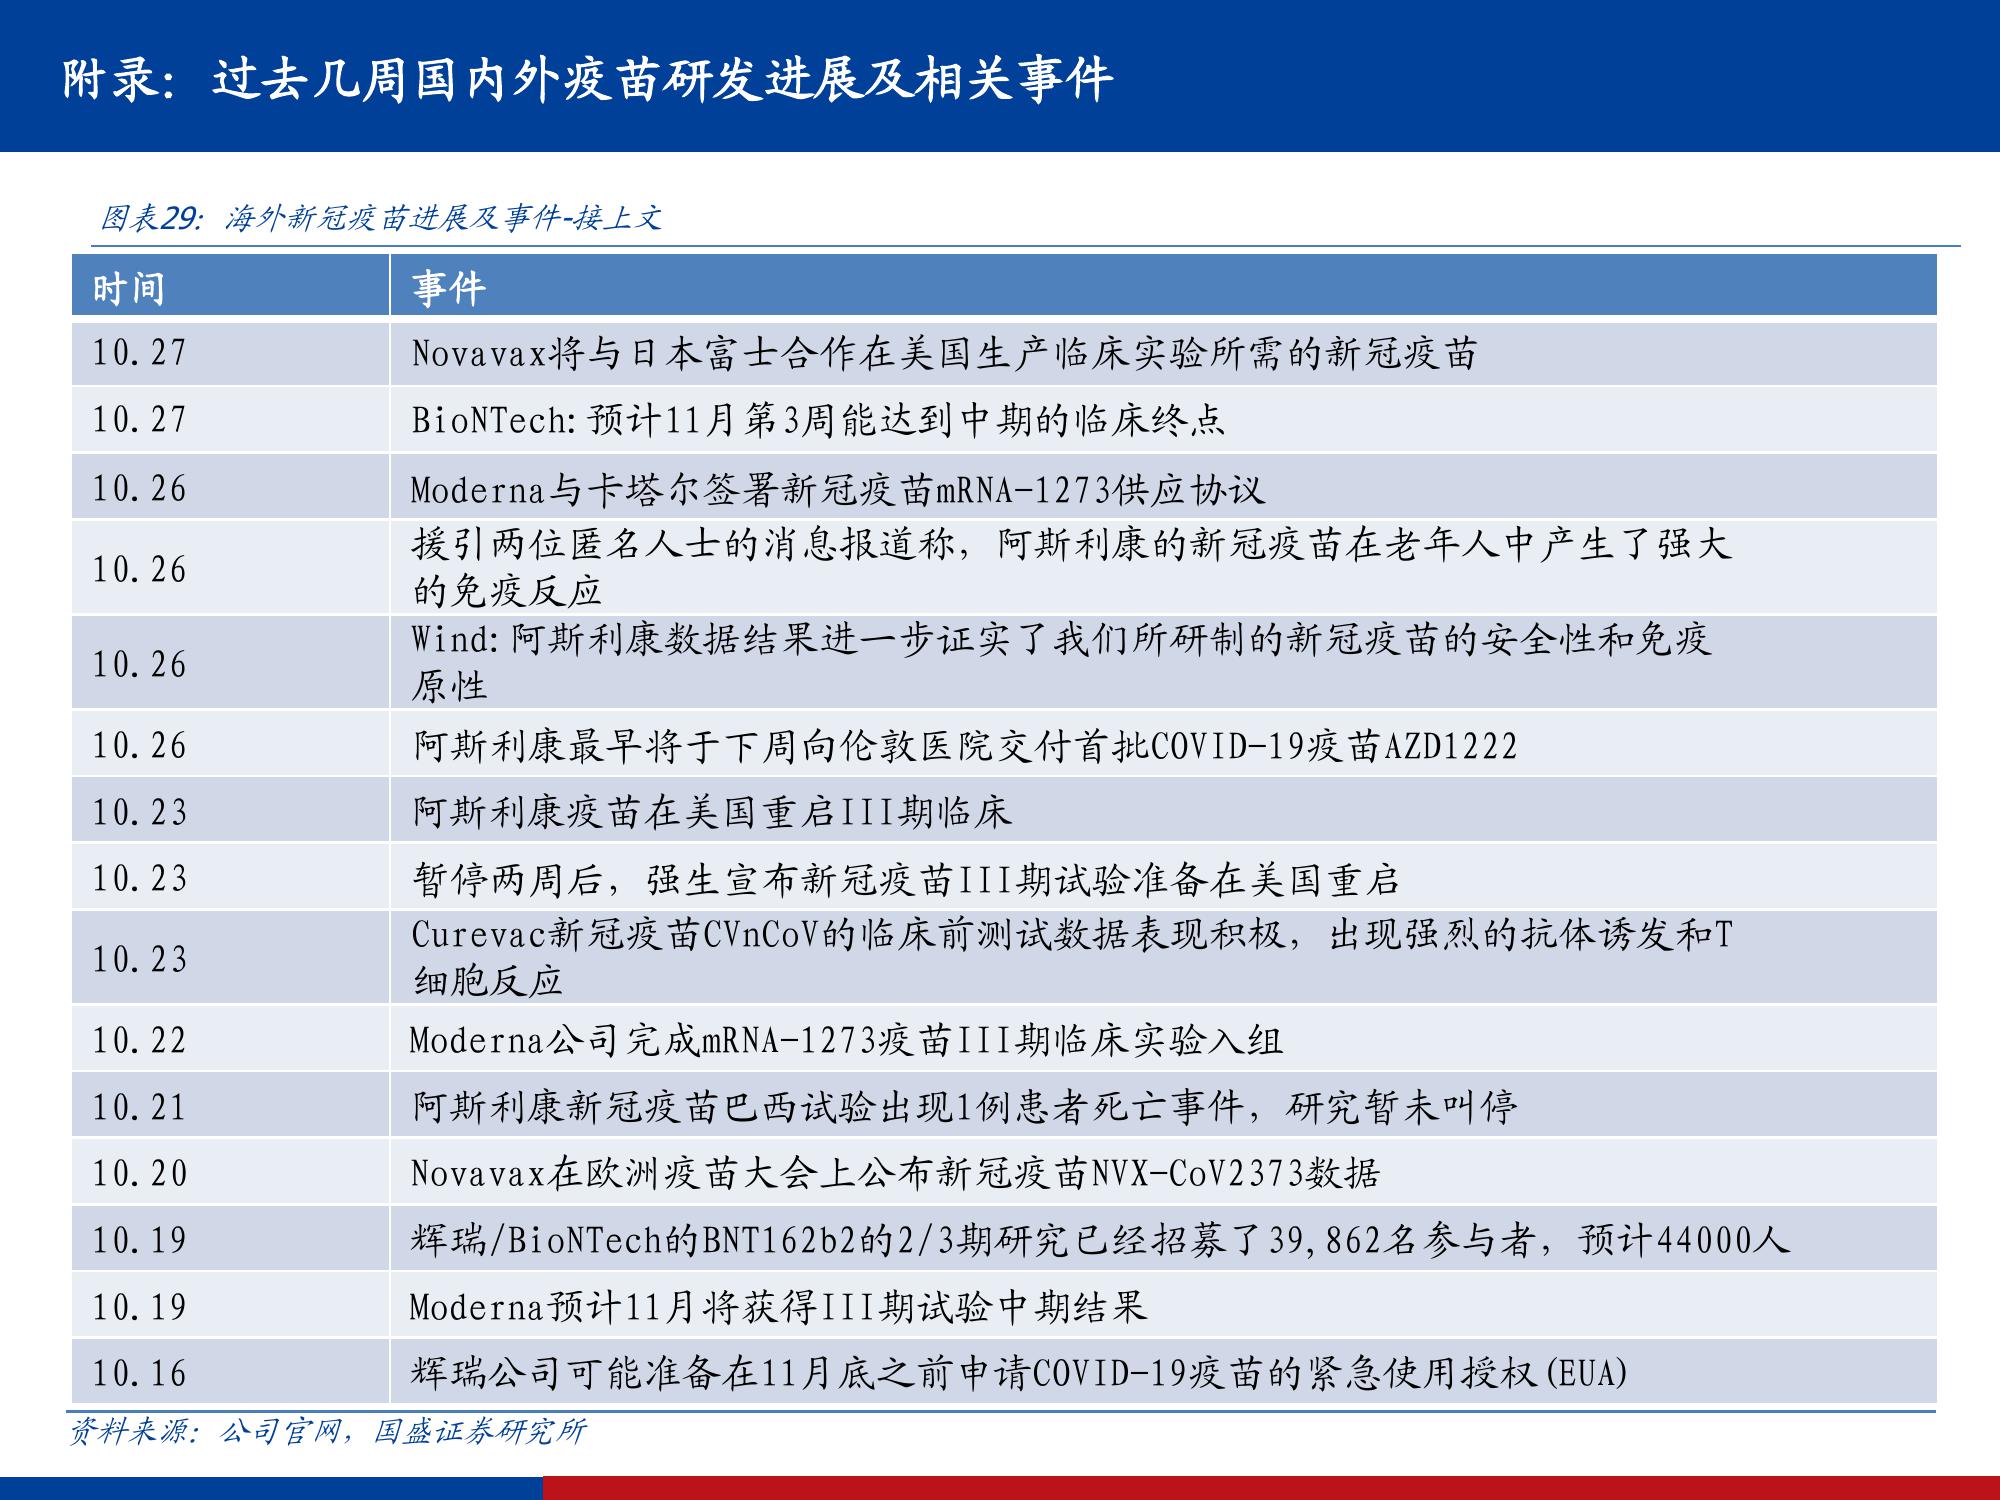 附录：过去几周国内外疫苗研发进展及相关事件
图表29：海外新冠疫苗进展及事件-接上文
时间 事件
10.27 Novavax将与日本富士合作在美国生产临床实验所需的新冠疫苗
10.27 BioNTech:预计11月第3周能达到中期的临床终点
10.26 Moderna与卡塔尔签署新冠疫苗mRNA-1273供应协议
10.26 援引两位匿名人士的消息报道称，阿斯利康的新冠疫苗在老年人中产生了强大
的免疫反应
10.26 Wind:阿斯利康数据结果进一步证实了我们所研制的新冠疫苗的安全性和免疫
原性
10.26 阿斯利康最早将于下周向伦敦医院交付首批COVID-19疫苗AZD1222
10.23 阿斯利康疫苗在美国重启III期临床
10.23 暂停两周后，强生宣布新冠疫苗III期试验准备在美国重启
10.23 Curevac新冠疫苗CVnCoV的临床前测试数据表现积极，出现强烈的抗体诱发和T
细胞反应
10.22 Moderna公司完成mRNA-1273疫苗III期临床实验入组
10.21 阿斯利康新冠疫苗巴西试验出现1例患者死亡事件，研究暂未叫停
10.20 Novavax在欧洲疫苗大会上公布新冠疫苗NVX-CoV2373数据
10.19 辉瑞/BioNTech的BNT162b2的2/3期研究已经招募了39,862名参与者，预计44000人
10.19 Moderna预计11月将获得III期试验中期结果
10.16 辉瑞公司可能准备在11月底之前申请COVID-19疫苗的紧急使用授权(EUA)
资料来源：公司官网，国盛证券研究所